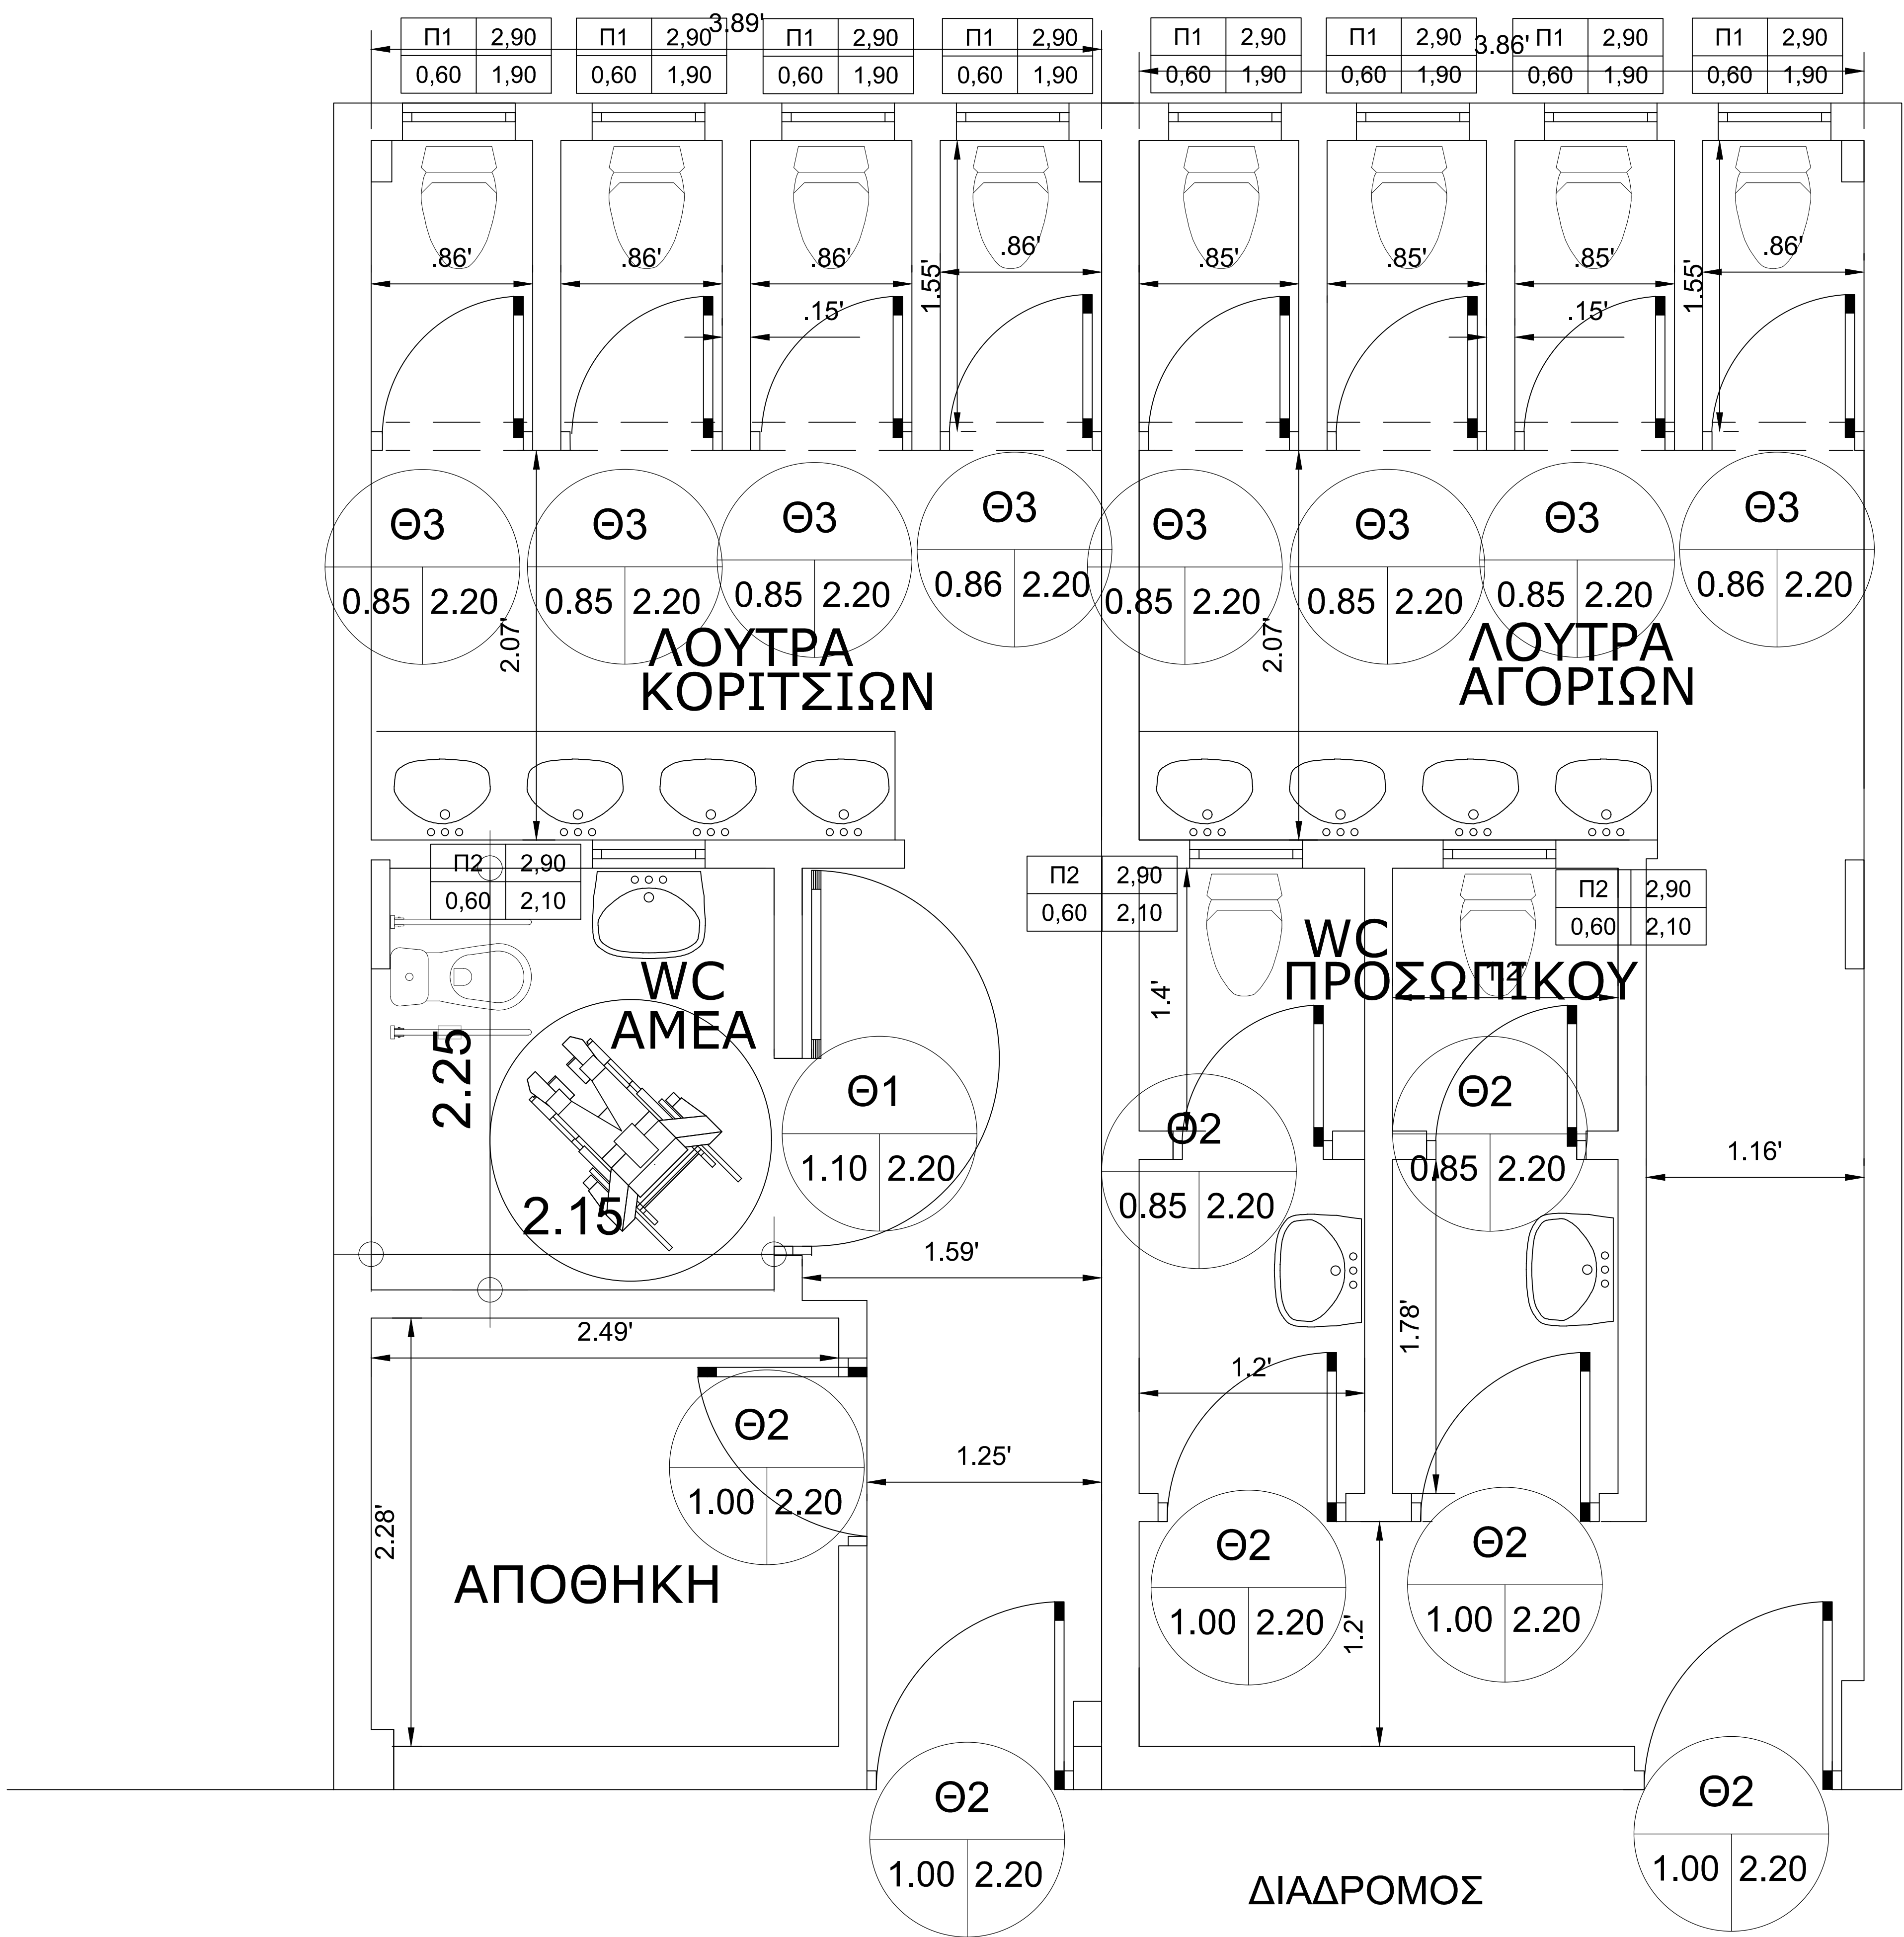 3.89'
3.86'
Π1 2,90
0,60 1,90
Π1 2,90
0,60 1,90
Π1 2,90
0,60 1,90
Π1 2,90
0,60 1,90
Π1 2,90
0,60 1,90
Π1 2,90
0,60 1,90
Π1 2,90
0,60 1,90
Π1 2,90
0,60 1,90
.86'
.86'
.86'
.86'
.85'
.85'
.85'
.86'
1.55'
1.55'
.15'
.15'
Θ3
0.85 2.20
Θ3
0.85 2.20
Θ3
0.85 2.20
Θ3
0.86 2.20
Θ3
0.85 2.20
Θ3
0.85 2.20
Θ3
0.85 2.20
Θ3
0.86 2.20
2.07'
2.07'
ΛΟΥΤΡΑ
ΚΟΡΙΤΣΙΩΝ
ΛΟΥΤΡΑ
ΑΓΟΡΙΩΝ
Π2 2,90
0,60 2,10
Π2 2,90
0,60 2,10
Π2 2,90
0,60 2,10
WC
ΑΜΕΑ
WC
ΠΡΟΣΩΠΙΚΟΥ
1.2'
1.4'
2.25
2.15
Θ1
1.10 2.20
Θ2
0.85 2.20
Θ2
0.85 2.20
1.16'
1.59'
1.78'
2.49'
1.2'
Θ2
1.00 2.20
1.25'
2.28'
ΑΠΟΘΗΚΗ
Θ2
1.00 2.20
Θ2
1.00 2.20
1.2'
Θ2
1.00 2.20
Θ2
1.00 2.20
ΔΙΑΔΡΟΜΟΣ